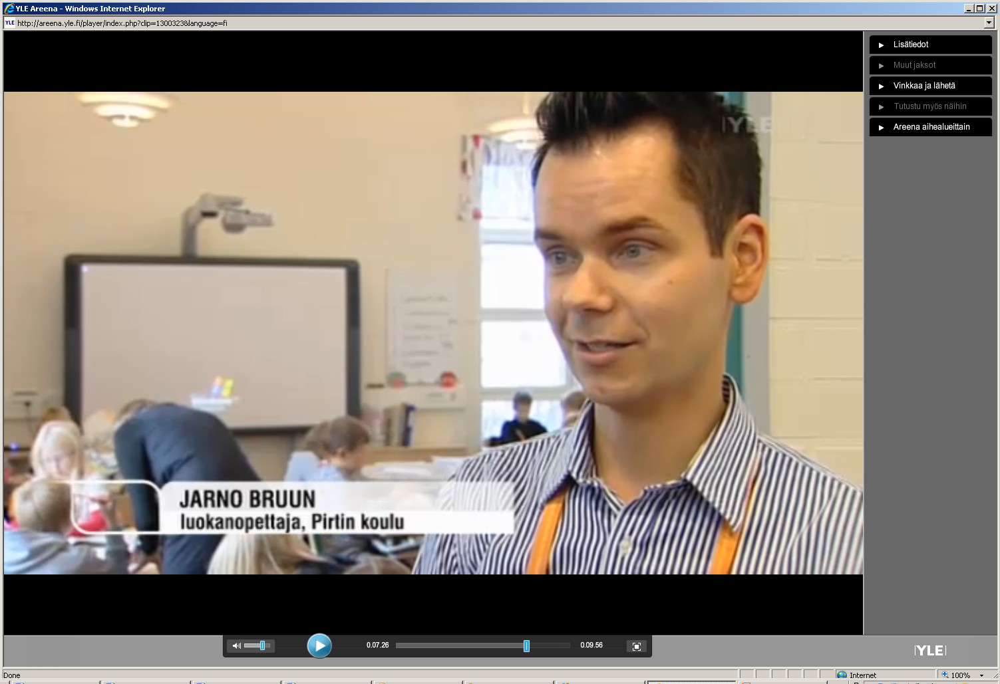 YLE Areena - Windows Internet Explorer
YLE http://areena.yle.fi/player/index.php?clip=1300323&language=fi
Lisätiedot
Muut jaksot
Vinkkaa ja lähetä
Tutustu myös näihin
Areena aihealueittain
YLE
JARNO BRUUN
luokanopettaja, Pirtin koulu
0.07.26
0.09.56
YLE
Done
Internet
100%